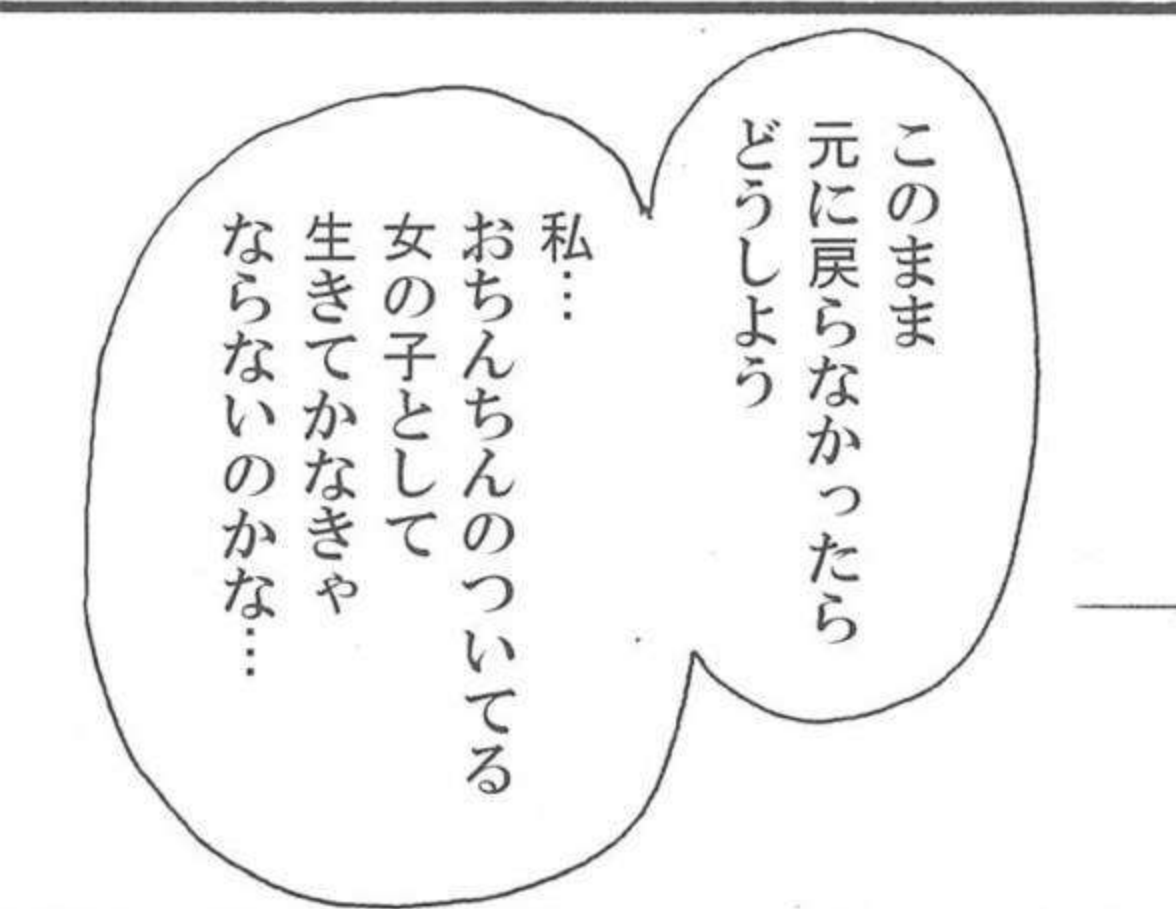 このまま
元に戻らなかったら
どうしよう
私…
おちんちんのついてる
女の子として
生きてかなきゃ
ならないのかな…